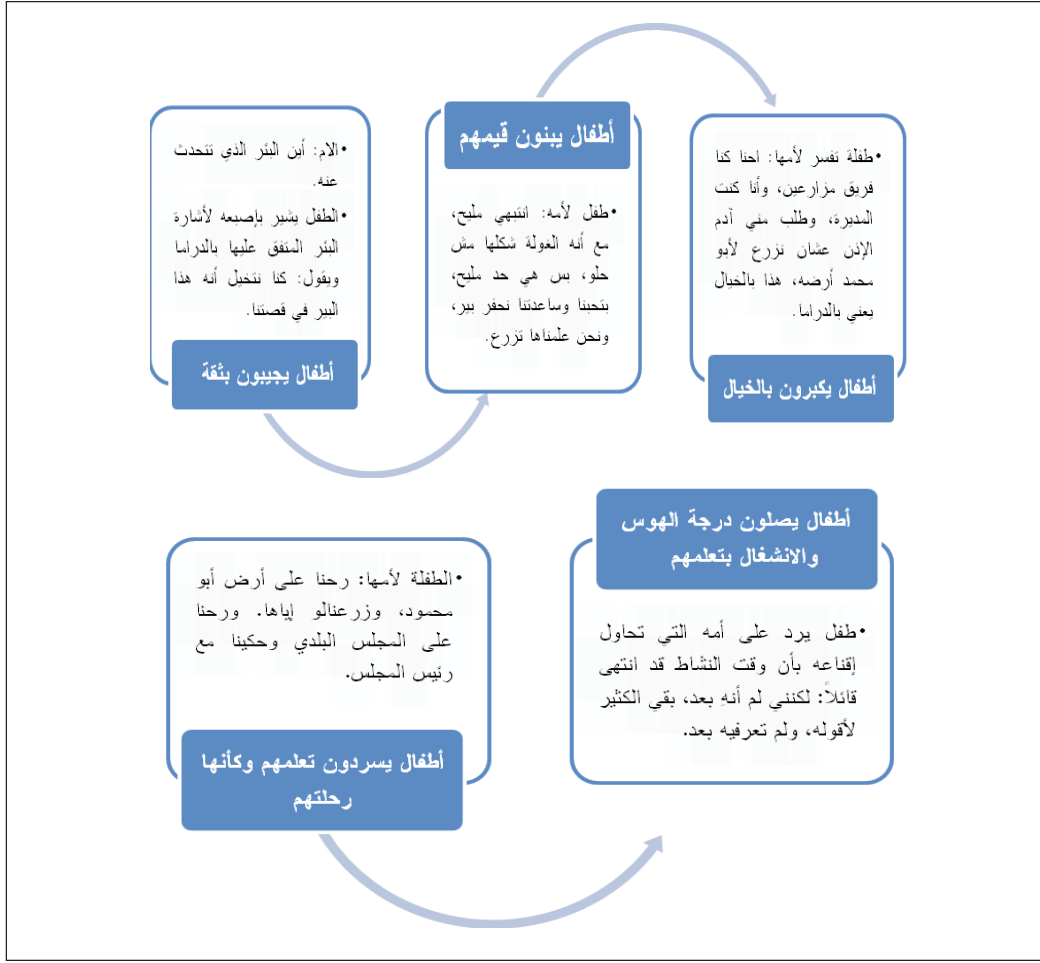 •الام: أين البئر الذي تتحدث
عنه.
•الطفل يشير بإصبعه لأشارة
البئر المتفق عليها بالدراما
ويقول: كنا نتخيل أنه هذا
البير في قصتنا.
أطفال يجيبون بثقة
أطفال يبنون قيمهم
•طفل لأمه: انتبهي مليح،
مع أنه الغولة شكلها مش
حلو، بس هي حد مليح،
بتحبنا وساعدتنا نحفر بير،
ونحن علمناها تزرع.
•طفلة تفسر لأمها: احنا كنا
فريق مزارعين، وأنا كنت
المديرة، وطلب مني آدم
الإذن عشان نزرع لأبو
محمد أرضه، هذا بالخيال
يعني بالدراما.
أطفال يكبرون بالخيال
•الطفلة لأمها: رحنا على أرض أبو
محمود، وزرعنالو إياها. ورحنا
على المجلس البلدي وحكينا مع
رئيس المجلس.
أطفال يسردون تعلمهم وكأنها
رحلتهم
أطفال يصلون درجة الهوس
والانشغال بتعلمهم
•طفل يرد على أمه التي تحاول
إقناعه بأن وقت النشاط قد انتهى
قائلاً: لكنني لم أنهِ بعد، بقي الكثير
لأقوله، ولم تعرفيه بعد.